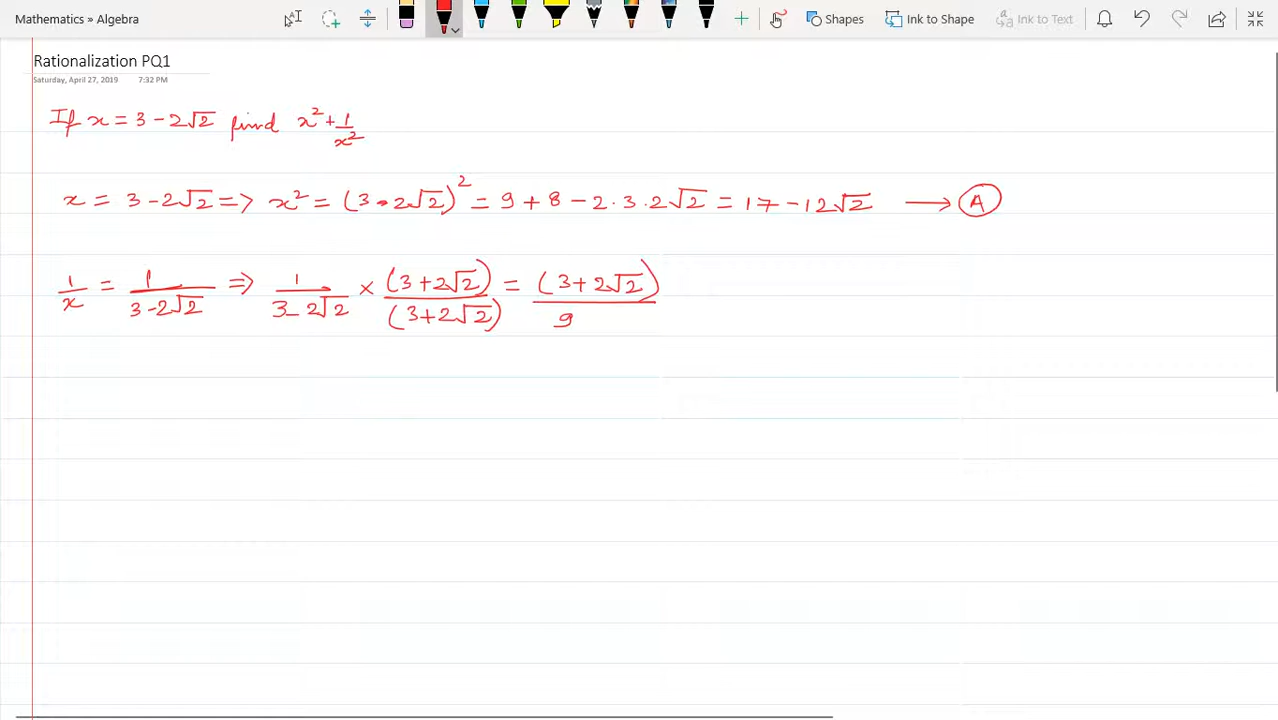 Mathematics » Algebra
Shapes
Ink to Shape
Ink to Text
Rationalization PQ1
Saturday, April 27, 2019 7:32 PM
If x = 3 - 2√2 find x² + 1/x²
x = 3 - 2√2 => x² = (3 - 2√2)² = 9 + 8 - 2·3·2√2 = 17 - 12√2 → A
1/x = 1/(3-2√2) => 1/(3-2√2) × (3+2√2)/(3+2√2) = (3+2√2)/9